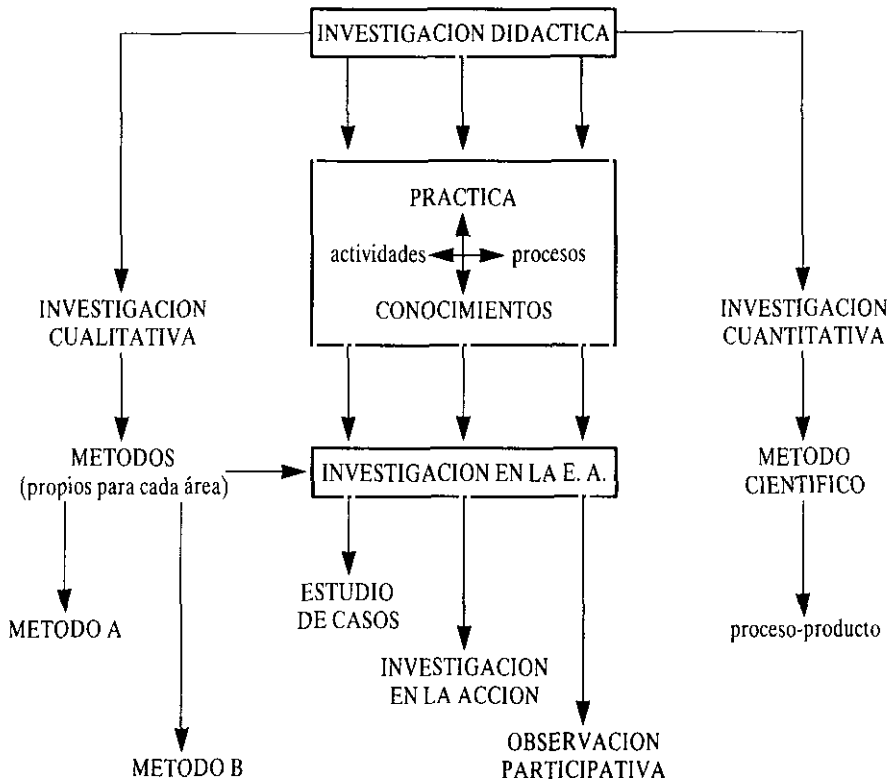 INVESTIGACION DIDACTICA
PRACTICA
actividades procesos
CONOCIMIENTOS
INVESTIGACION
CUALITATIVA
INVESTIGACION
CUANTITATIVA
METODOS
(propios para cada área)
INVESTIGACION EN LA E. A.
METODO
CIENTIFICO
ESTUDIO
DE CASOS
METODO A
proceso-producto
INVESTIGACION
EN LA ACCION
METODO B
OBSERVACION
PARTICIPATIVA